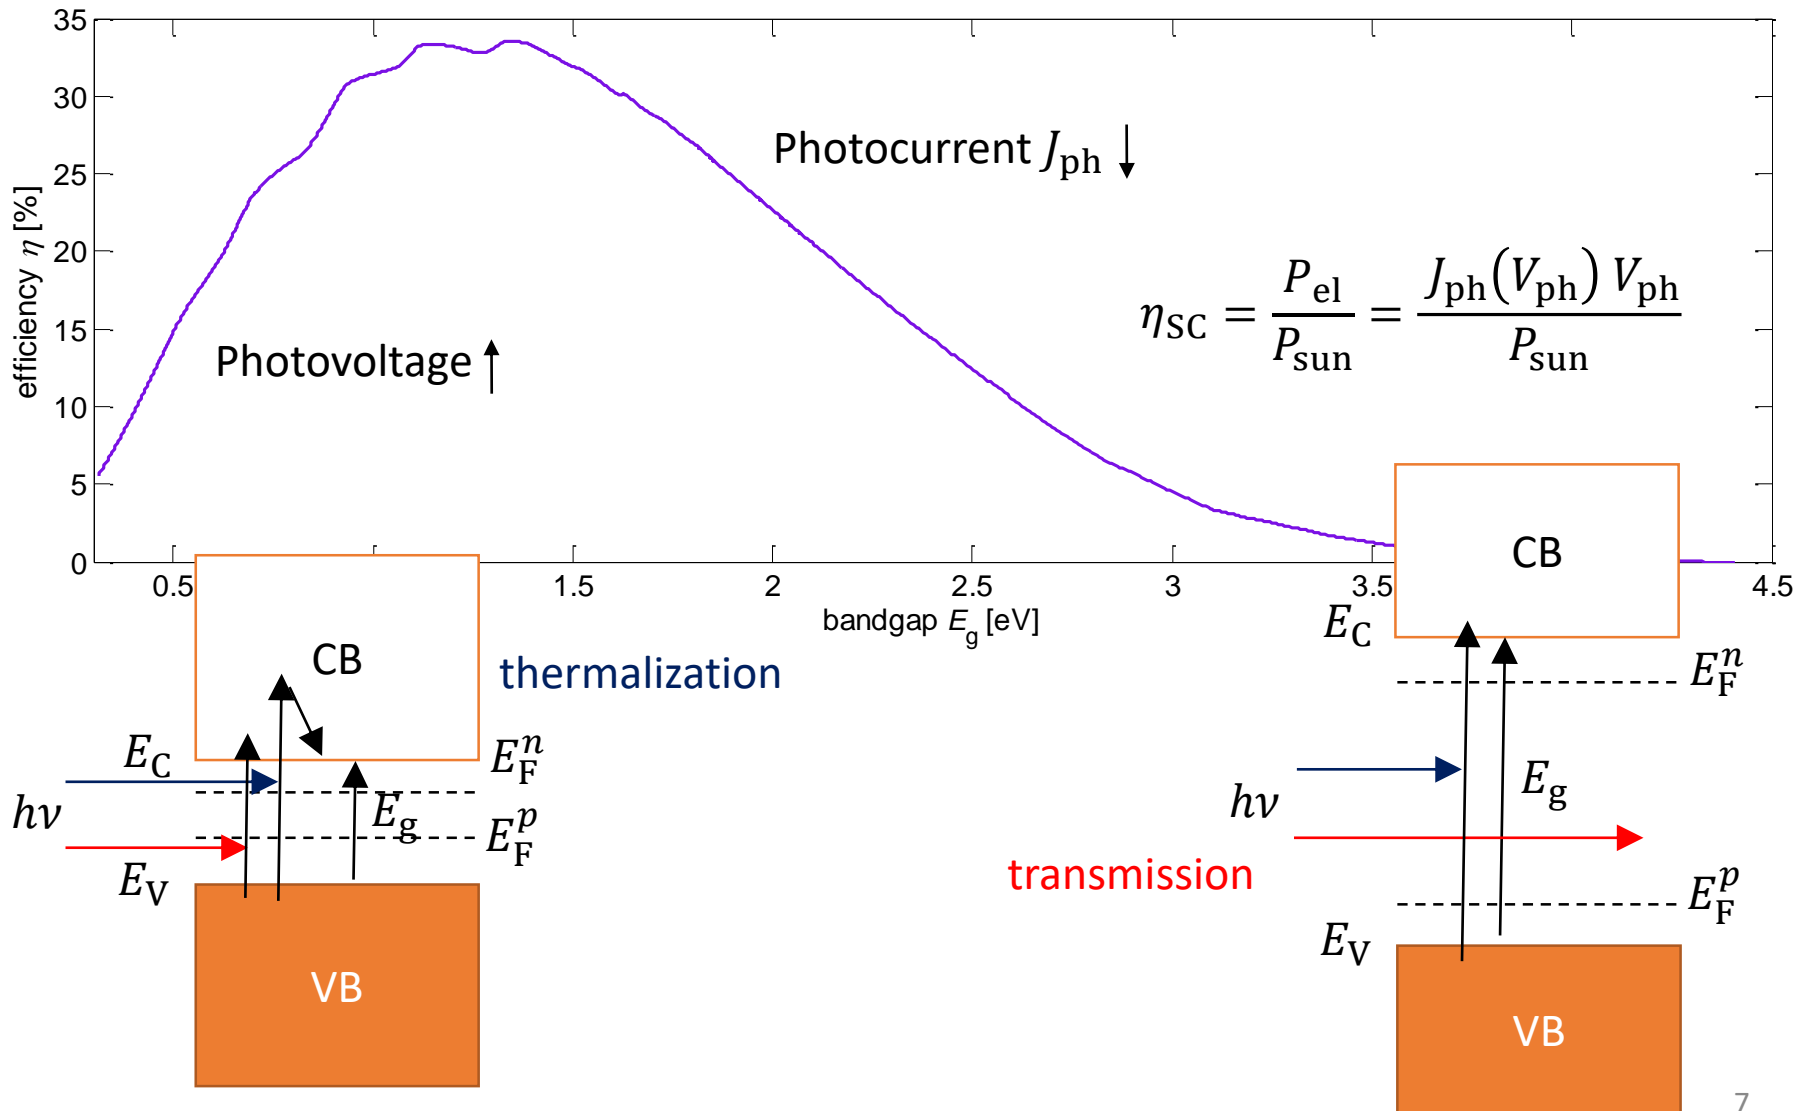 35
30
25
20
15
10
5
0
efficiency η [%]
Photocurrent J_ph ↓
Photovoltage ↑
η_SC = P_el / P_sun = J_ph(V_ph) V_ph / P_sun
0.5 1.5 2 2.5 3 3.5 4.5
bandgap E_g [eV]
CB
thermalization
E_C
E_F^n
hν
E_g
E_F^p
E_V
VB
CB
E_C
E_F^n
hν
E_g
transmission
E_F^p
E_V
VB
7